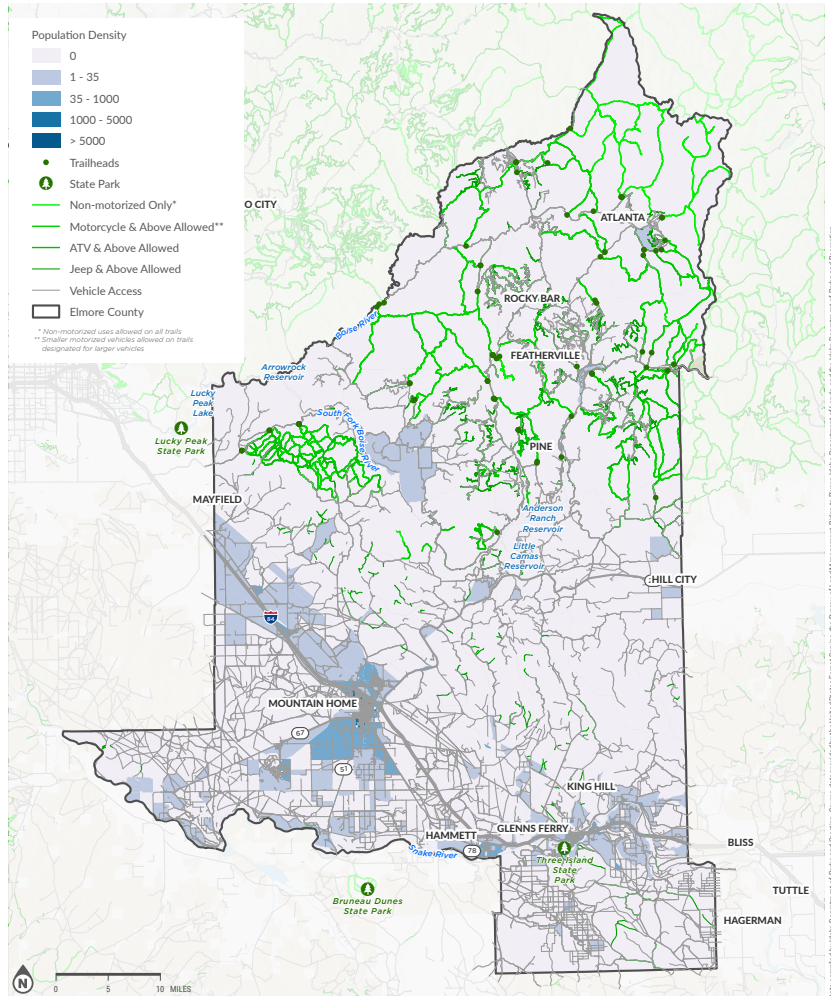 Population Density
0
1 - 35
35 - 1000
1000 - 5000
> 5000
Trailheads
State Park
Non-motorized Only*
Motorcycle & Above Allowed**
ATV & Above Allowed
Jeep & Above Allowed
Vehicle Access
Elmore County
* Non-motorized uses allowed on all trails
** Smaller motorized vehicles allowed on trails
designated for larger vehicles
O CITY
ATLANTA
ROCKY BAR
Boise River
FEATHERVILLE
Arrowrock
Reservoir
Lucky
Peak
Lake
South Fork Boise
River
Lucky Peak
State Park
PINE
MAYFIELD
Anderson
Ranch
Reservoir
Little
Camas
Reservoir
HILL CITY
84
MOUNTAIN HOME
67
51
KING HILL
GLENNS FERRY
HAMMETT
78
Snake River
BLISS
Three Island
State
Park
TUTTLE
Bruneau Dunes
State Park
HAGERMAN
N
0 5 10 MILES